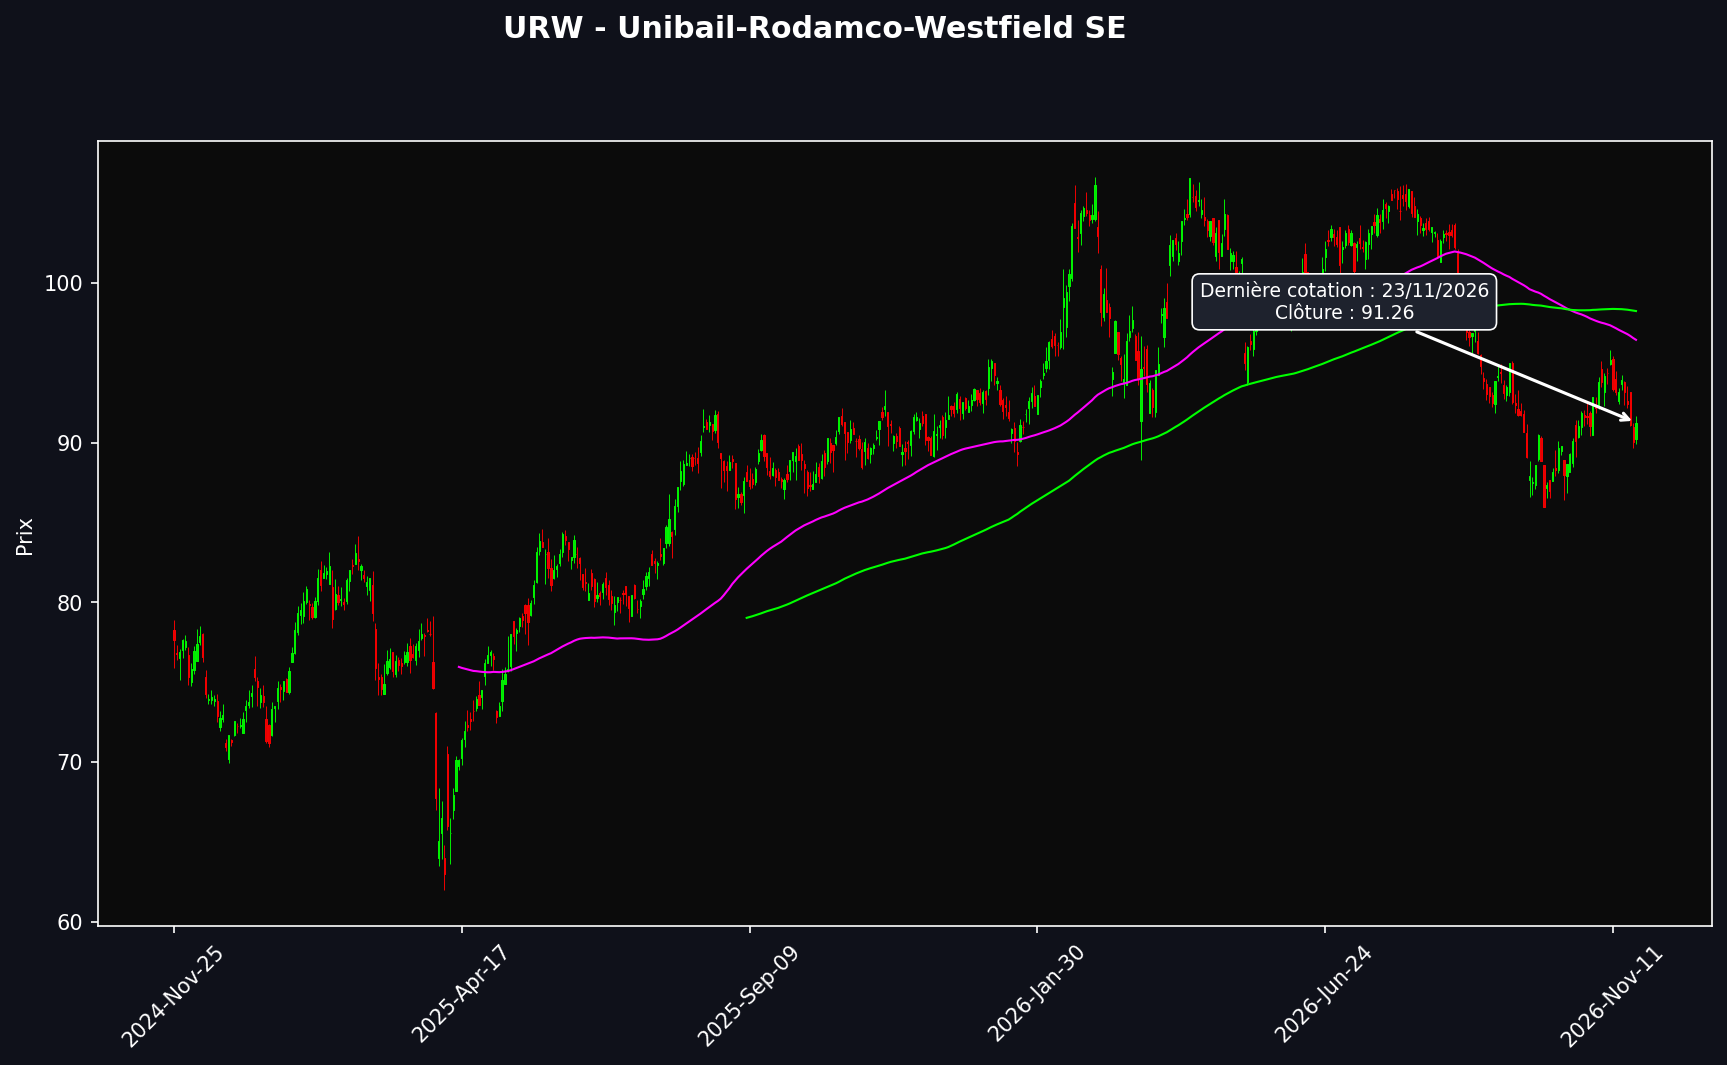 URW - Unibail-Rodamco-Westfield SE
Dernière cotation : 23/11/2026
Clôture : 91.26
Prix
100
90
80
70
60
2024-Nov-25
2025-Apr-17
2025-Sep-09
2026-Jan-30
2026-Jun-24
2026-Nov-11